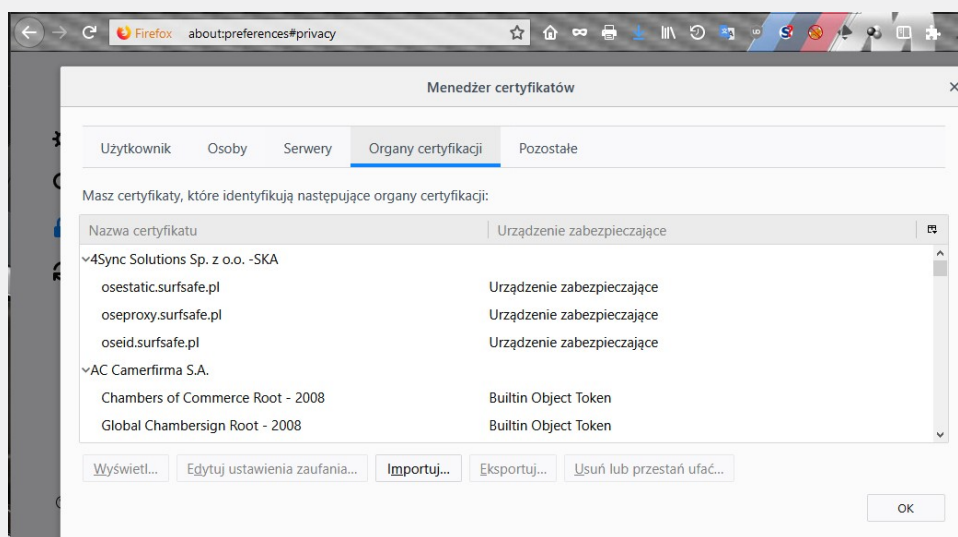 Firefox about:preferences#privacy
Menedżer certyfikatów
Użytkownik Osoby Serwery Organy certyfikacji Pozostałe
Masz certyfikaty, które identyfikują następujące organy certyfikacji:
Nazwa certyfikatu Urządzenie zabezpieczające
4Sync Solutions Sp. z o.o. -SKA
osestatic.surfsafe.pl Urządzenie zabezpieczające
oseproxy.surfsafe.pl Urządzenie zabezpieczające
oseid.surfsafe.pl Urządzenie zabezpieczające
AC Camerfirma S.A.
Chambers of Commerce Root - 2008 Builtin Object Token
Global Chambersign Root - 2008 Builtin Object Token
Wyświetl... Edytuj ustawienia zaufania... Importuj... Eksportuj... Usuń lub przestań ufać...
OK